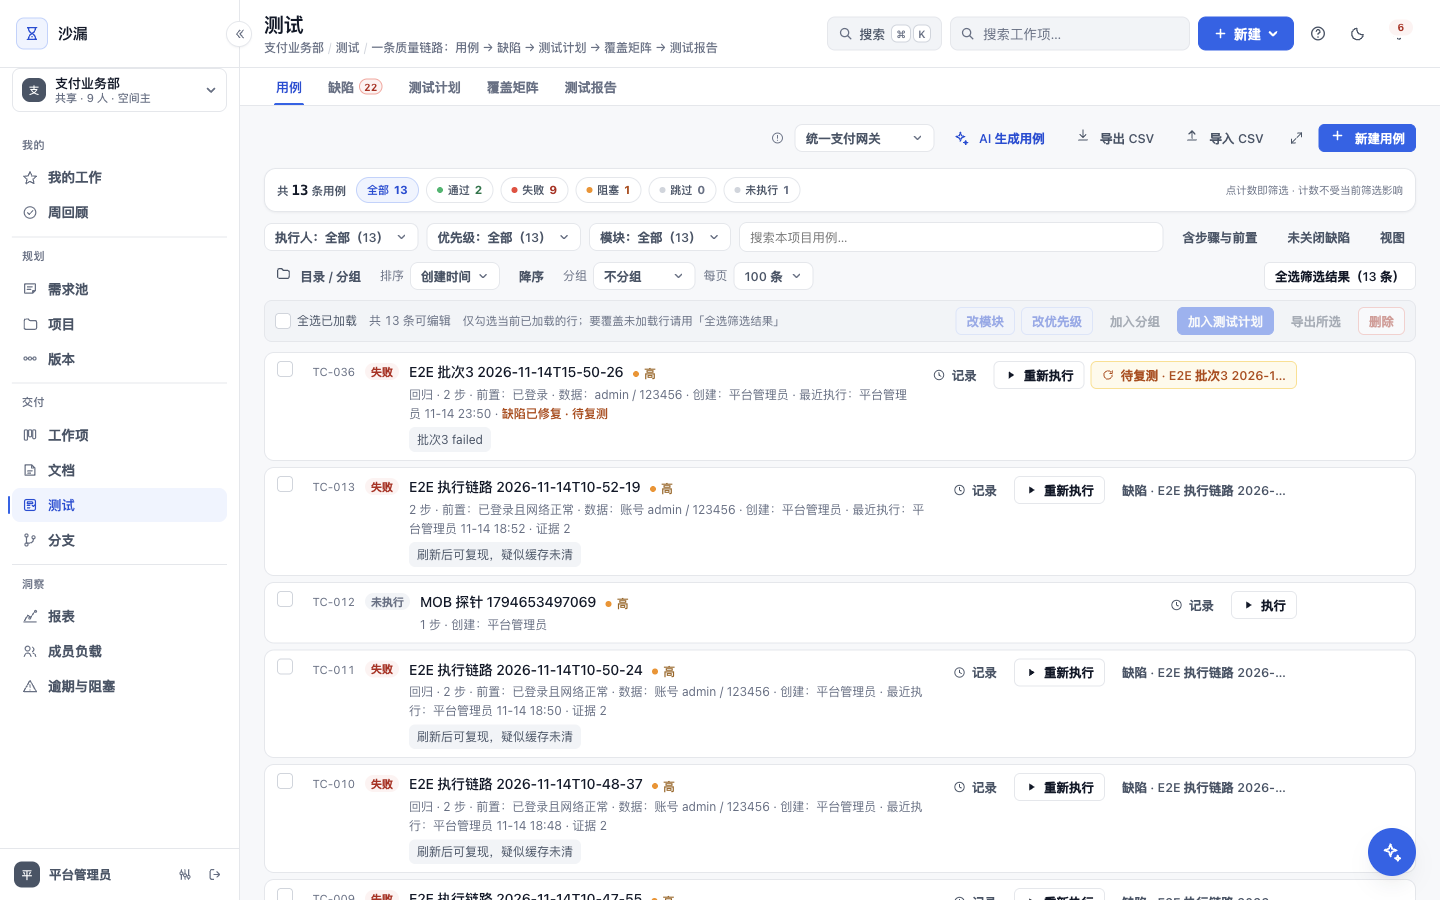 沙漏
测试
支付业务部 / 测试 / 一条质量链路：用例 → 缺陷 → 测试计划 → 覆盖矩阵 → 测试报告
搜索 ⌘ K
搜索工作项...
+ 新建
6
支
支付业务部
共享 · 9 人 · 空间主
我的
我的工作
周回顾
规划
需求池
项目
版本
交付
工作项
文档
测试
分支
洞察
报表
成员负载
逾期与阻塞
平 平台管理员
用例 缺陷 22 测试计划 覆盖矩阵 测试报告
统一支付网关 AI 生成用例 导出 CSV 导入 CSV + 新建用例
共 13 条用例 全部 13 通过 2 失败 9 阻塞 1 跳过 0 未执行 1 点计数即筛选 · 计数不受当前筛选影响
执行人：全部（13） 优先级：全部（13） 模块：全部（13） 搜索本项目用例... 含步骤与前置 未关闭缺陷 视图
目录 / 分组 排序 创建时间 降序 分组 不分组 每页 100 条 全选筛选结果（13 条）
全选已加载 共 13 条可编辑 仅勾选当前已加载的行；要覆盖未加载行请用「全选筛选结果」 改模块 改优先级 加入分组 加入测试计划 导出所选 删除
TC-036 失败 E2E 批次3 2026-11-14T15-50-26 高 记录 重新执行 待复测 · E2E 批次3 2026-1...
回归 · 2 步 · 前置：已登录 · 数据：admin / 123456 · 创建：平台管理员 · 最近执行：平台管理
员 11-14 23:50 · 缺陷已修复 · 待复测
批次3 failed
TC-013 失败 E2E 执行链路 2026-11-14T10-52-19 高 记录 重新执行 缺陷 · E2E 执行链路 2026-...
2 步 · 前置：已登录且网络正常 · 数据：账号 admin / 123456 · 创建：平台管理员 · 最近执行：平
台管理员 11-14 18:52 · 证据 2
刷新后可复现，疑似缓存未清
TC-012 未执行 MOB 探针 1794653497069 高 记录 执行
1 步 · 创建：平台管理员
TC-011 失败 E2E 执行链路 2026-11-14T10-50-24 高 记录 重新执行 缺陷 · E2E 执行链路 2026-...
回归 · 2 步 · 前置：已登录且网络正常 · 数据：账号 admin / 123456 · 创建：平台管理员 · 最近执
行：平台管理员 11-14 18:50 · 证据 2
刷新后可复现，疑似缓存未清
TC-010 失败 E2E 执行链路 2026-11-14T10-48-37 高 记录 重新执行 缺陷 · E2E 执行链路 2026-...
回归 · 2 步 · 前置：已登录且网络正常 · 数据：账号 admin / 123456 · 创建：平台管理员 · 最近执
行：平台管理员 11-14 18:48 · 证据 2
刷新后可复现，疑似缓存未清
TC-009 失败 E2E 执行链路 2026-11-14T10-47-55 高 记录 重新执行